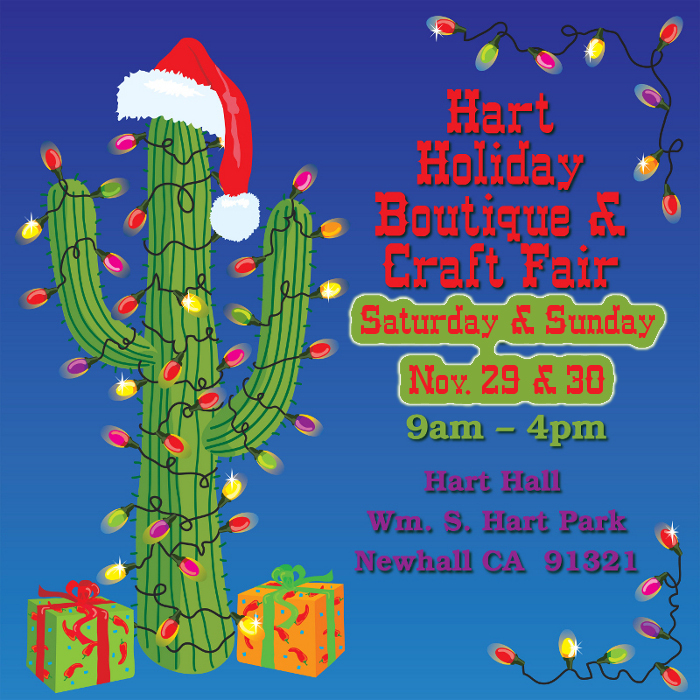 Hart
Holiday
Boutique &
Craft Fair
Saturday & Sunday
Nov. 29 & 30
9am – 4pm
Hart Hall
Wm. S. Hart Park
Newhall CA 91321